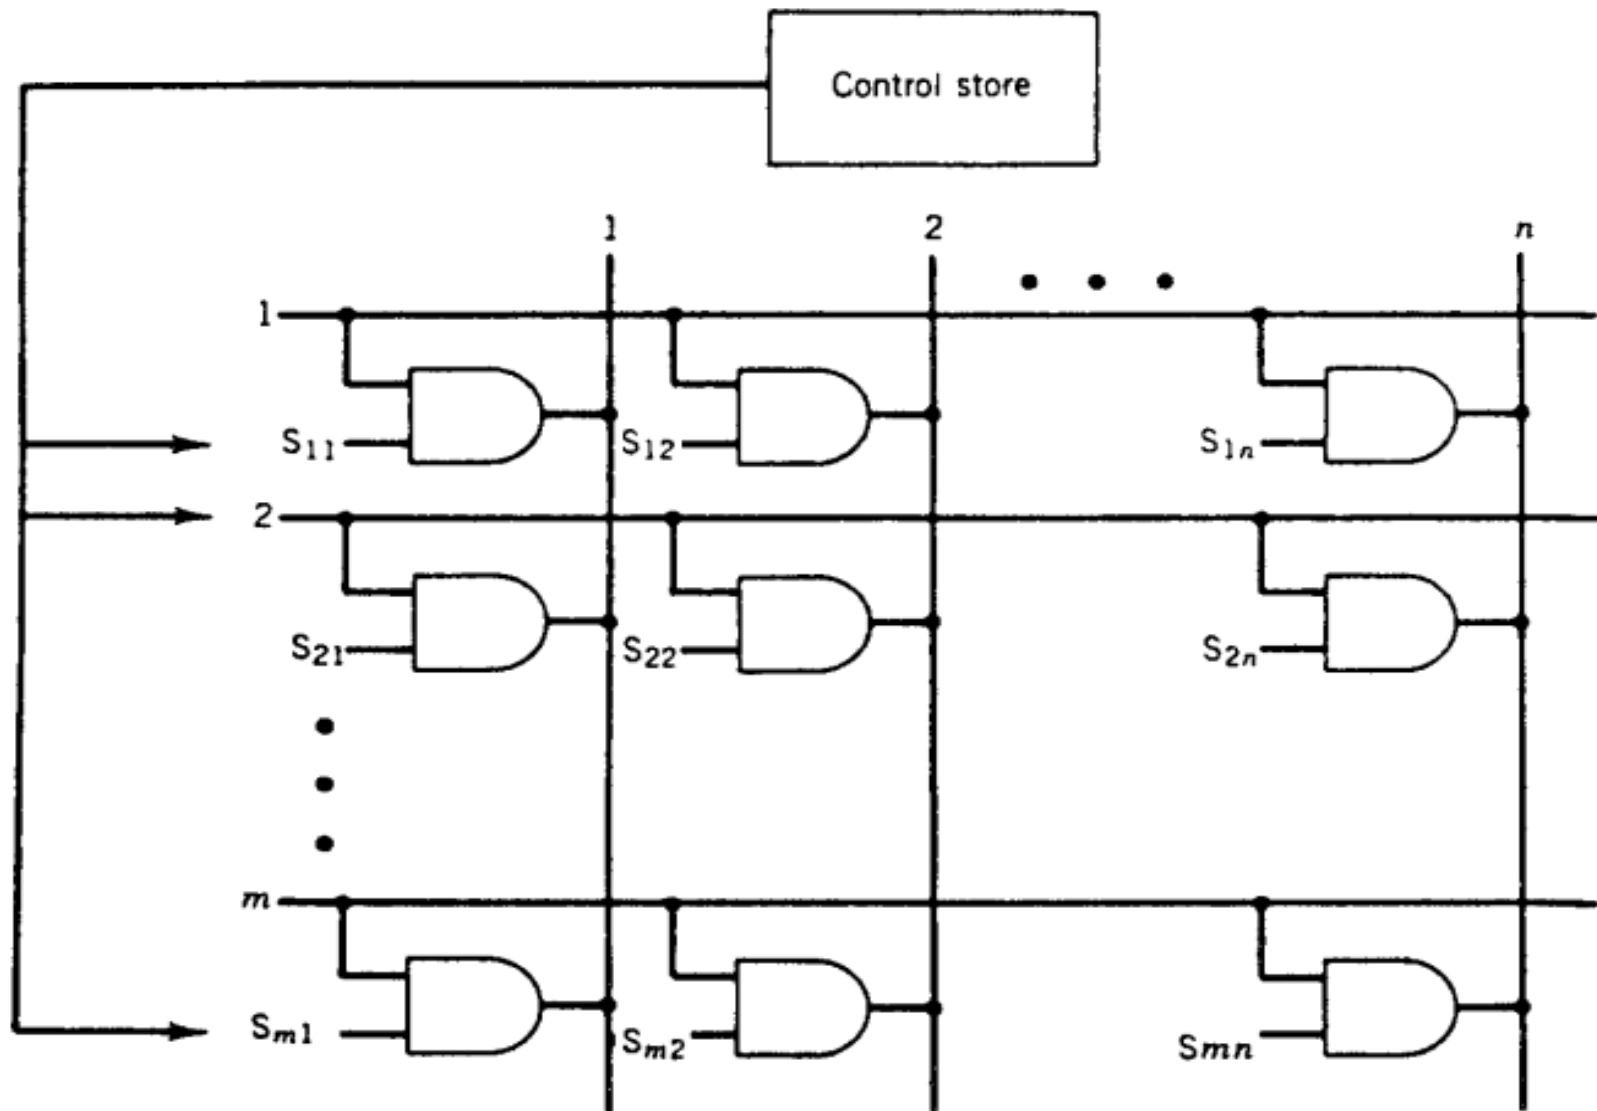 Control store
1 2 n
1
S11 S12 S1n
2
S21 S22 S2n
m
Sm1 Sm2 Smn